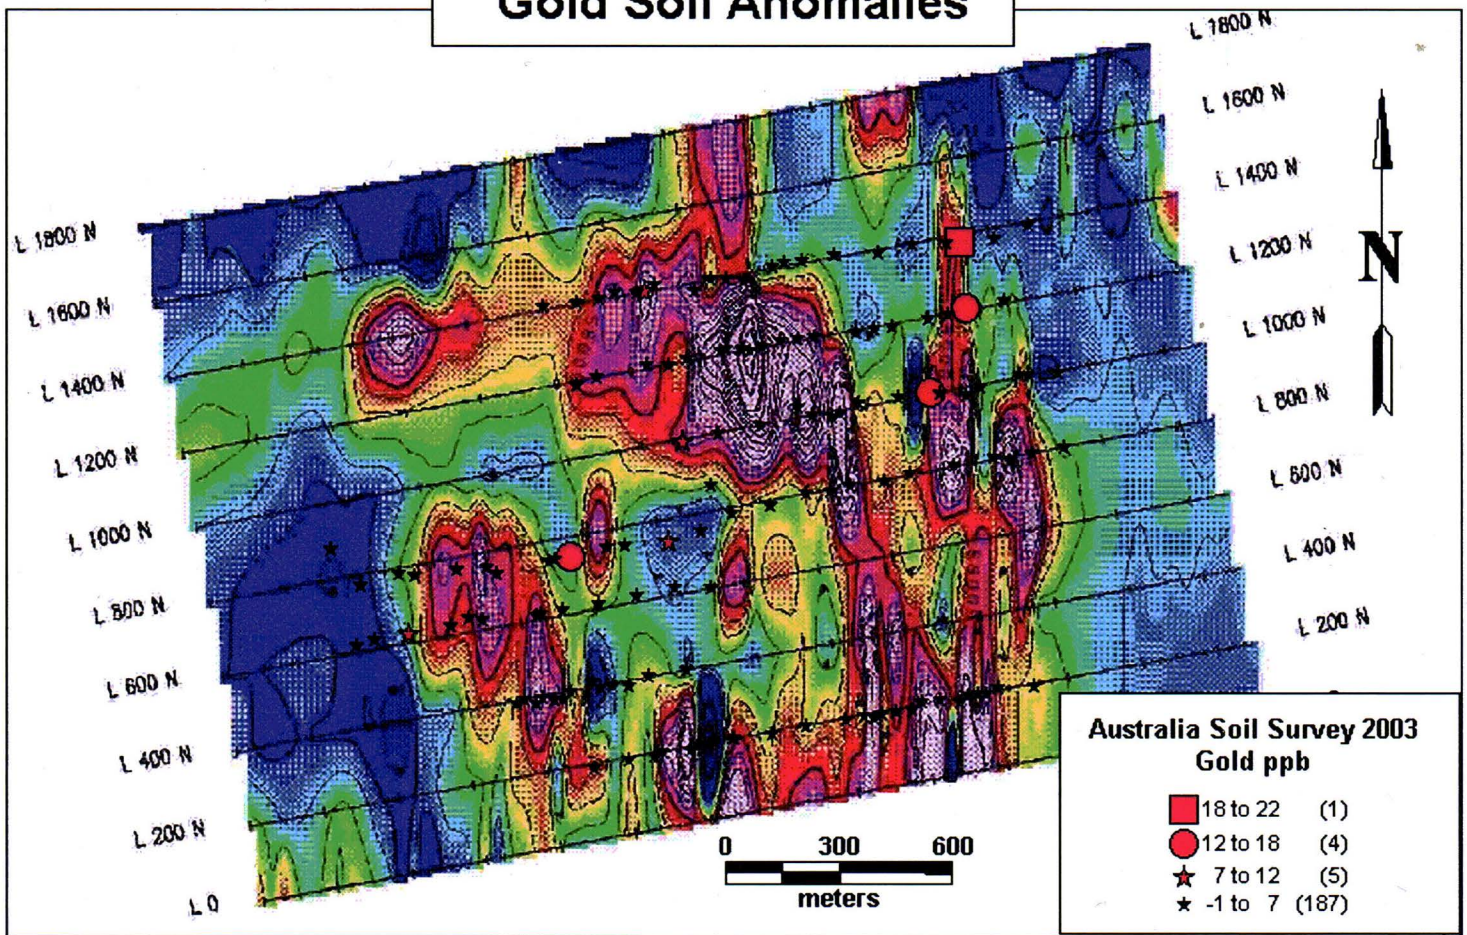 Gold Soil Anomalies
L 1800 N
L 1600 N
L 1400 N
L 1200 N
L 1000 N
L 800 N
L 600 N
L 400 N
L 200 N
L 1800 N
L 1600 N
L 1400 N
L 1200 N
L 1000 N
L 800 N
L 600 N
L 400 N
L 200 N
L 0
N
0 300 600
meters
Australia Soil Survey 2003
Gold ppb
18 to 22 (1)
12 to 18 (4)
7 to 12 (5)
-1 to 7 (187)